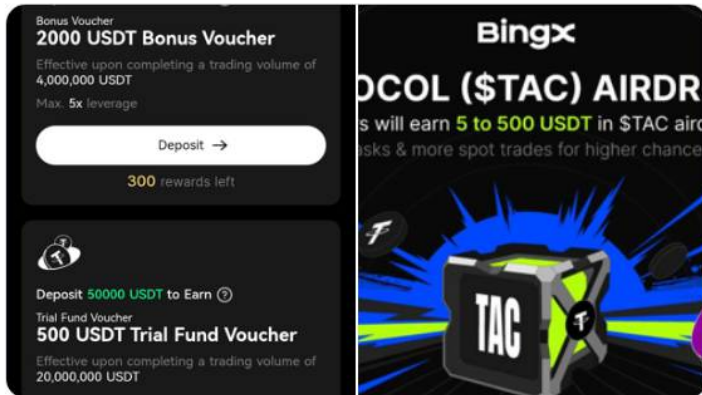 Bonus Voucher
2000 USDT Bonus Voucher
Effective upon completing a trading volume of
4,000,000 USDT
Max. 5x leverage
Deposit →
300 rewards left
Deposit 50000 USDT to Earn ?
Trial Fund Voucher
500 USDT Trial Fund Voucher
Effective upon completing a trading volume of
20,000,000 USDT
BingX
OCOL ($TAC) AIRDR
s will earn 5 to 500 USDT in $TAC airc
asks & more spot trades for higher chance
TAC